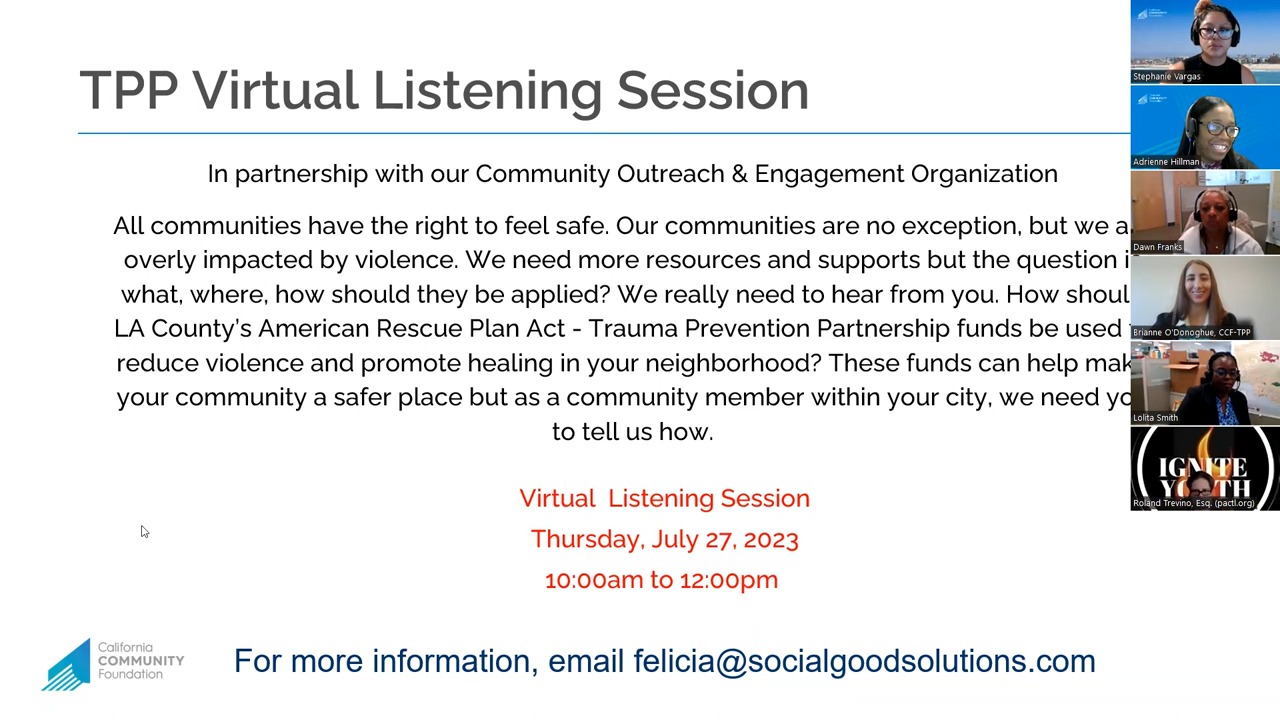 TPP Virtual Listening Session
In partnership with our Community Outreach & Engagement Organization
All communities have the right to feel safe. Our communities are no exception, but we a
overly impacted by violence. We need more resources and supports but the question i
what, where, how should they be applied? We really need to hear from you. How shoul
LA County's American Rescue Plan Act - Trauma Prevention Partnership funds be used
reduce violence and promote healing in your neighborhood? These funds can help mak
your community a safer place but as a community member within your city, we need yo
to tell us how.
Virtual Listening Session
Thursday, July 27, 2023
10:00am to 12:00pm
California
COMMUNITY
Foundation
For more information, email felicia@socialgoodsolutions.com
California
COMMUNITY
Foundation
Stephanie Vargas
Adrienne Hillman
Dawn Franks
Brianne O'Donoghue, CCF-TPP
Lolita Smith
IGNITE
YOUTH
Roland Trevino, Esq. (pactl.org)